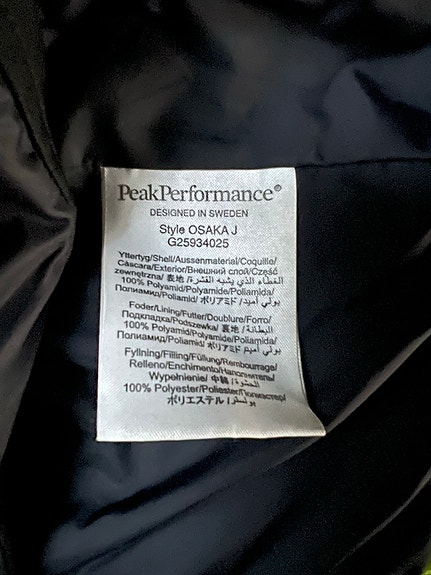 PeakPerformance®
DESIGNED IN SWEDEN
Style OSAKA J
G25934025
Yttertyg/Shell/Aussenmaterial/Coquille/
Cáscara/Exterior/Внешний слой/Część
zewnętrzna/ 表地 / الغطاء الذي يشبه القشرة/
100% Polyamid/Polyamide/Poliamida/
Полиамид/Poliamid/ ポリアミド / بولي أميد
Foder/Lining/Futter/Doublure/Forro/
Подкладка/Podszewka/ 裏地 / البطانة/
100% Polyamid/Polyamide/Poliamida/
Полиамид/Poliamid/ ポリアミド بولي أميد
Fyllning/Filling/Füllung/Rembourrage/
Relleno/Enchimento/Наполнитель/
Wypełnienie/ 中綿 / الحشوة/
100% Polyester/Poliester/Полиэстер/
ポリエステル / بوليستر